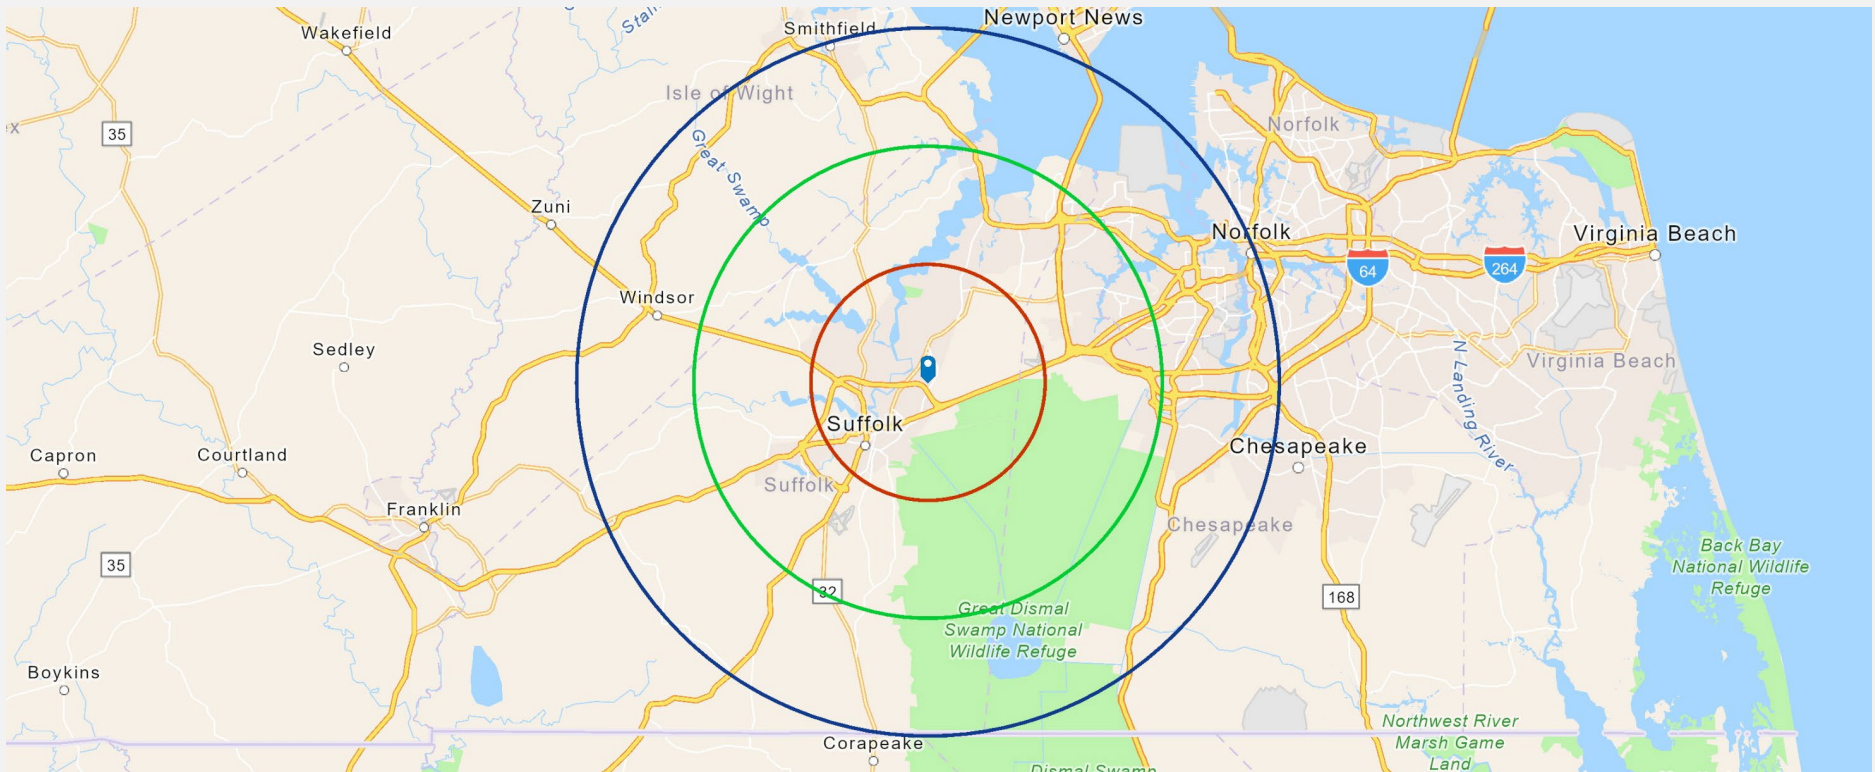 Newport News
Smithfield
Wakefield
Isle of Wight
35
x
Norfolk
Great Swamp
Zuni
Norfolk
Virginia Beach
64
264
Windsor
Sedley
Virginia Beach
N Landing River
Suffolk
Chesapeake
Capron
Courtland
Suffolk
Franklin
Chesapeake
35
32
168
Back Bay
National Wildlife
Refuge
Great Dismal
Swamp National
Wildlife Refuge
Boykins
Northwest River
Marsh Game
Land
Corapeake
Dismal Swamp